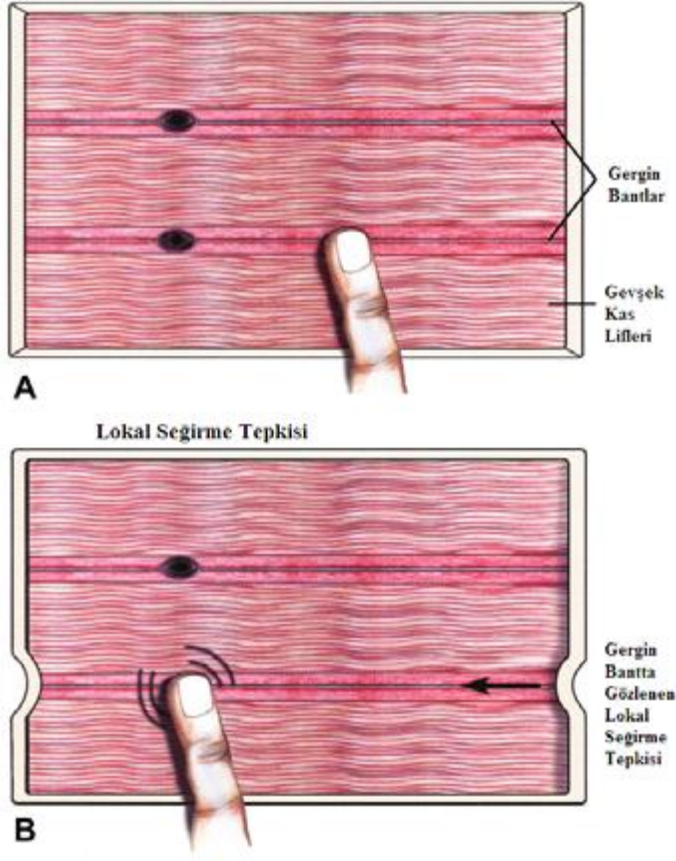 Gergin
Bantlar
Gevşek
Kas
Lifleri
A
Lokal Seğirme Tepkisi
Gergin
Bantta
Gözlenen
Lokal
Seğirme
Tepkisi
B